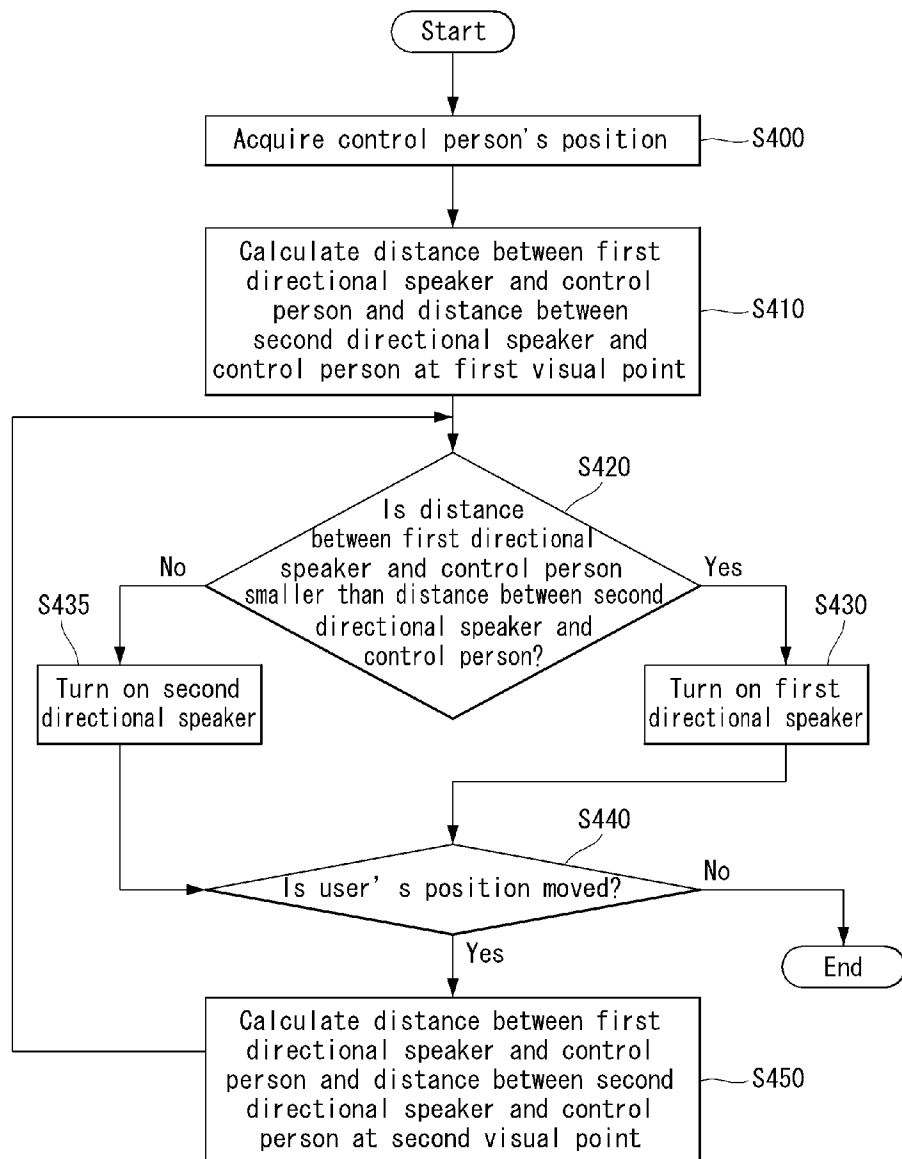 Start
Acquire control person's position
S400
Calculate distance between first
directional speaker and control
person and distance between
second directional speaker and
control person at first visual point
S410
S420
Is distance
between first directional
speaker and control person
smaller than distance between second
directional speaker and
control person?
No
Yes
S435
S430
Turn on second
directional speaker
Turn on first
directional speaker
S440
Is user's position moved?
No
Yes
End
Calculate distance between first
directional speaker and control
person and distance between second
directional speaker and control
person at second visual point
S450